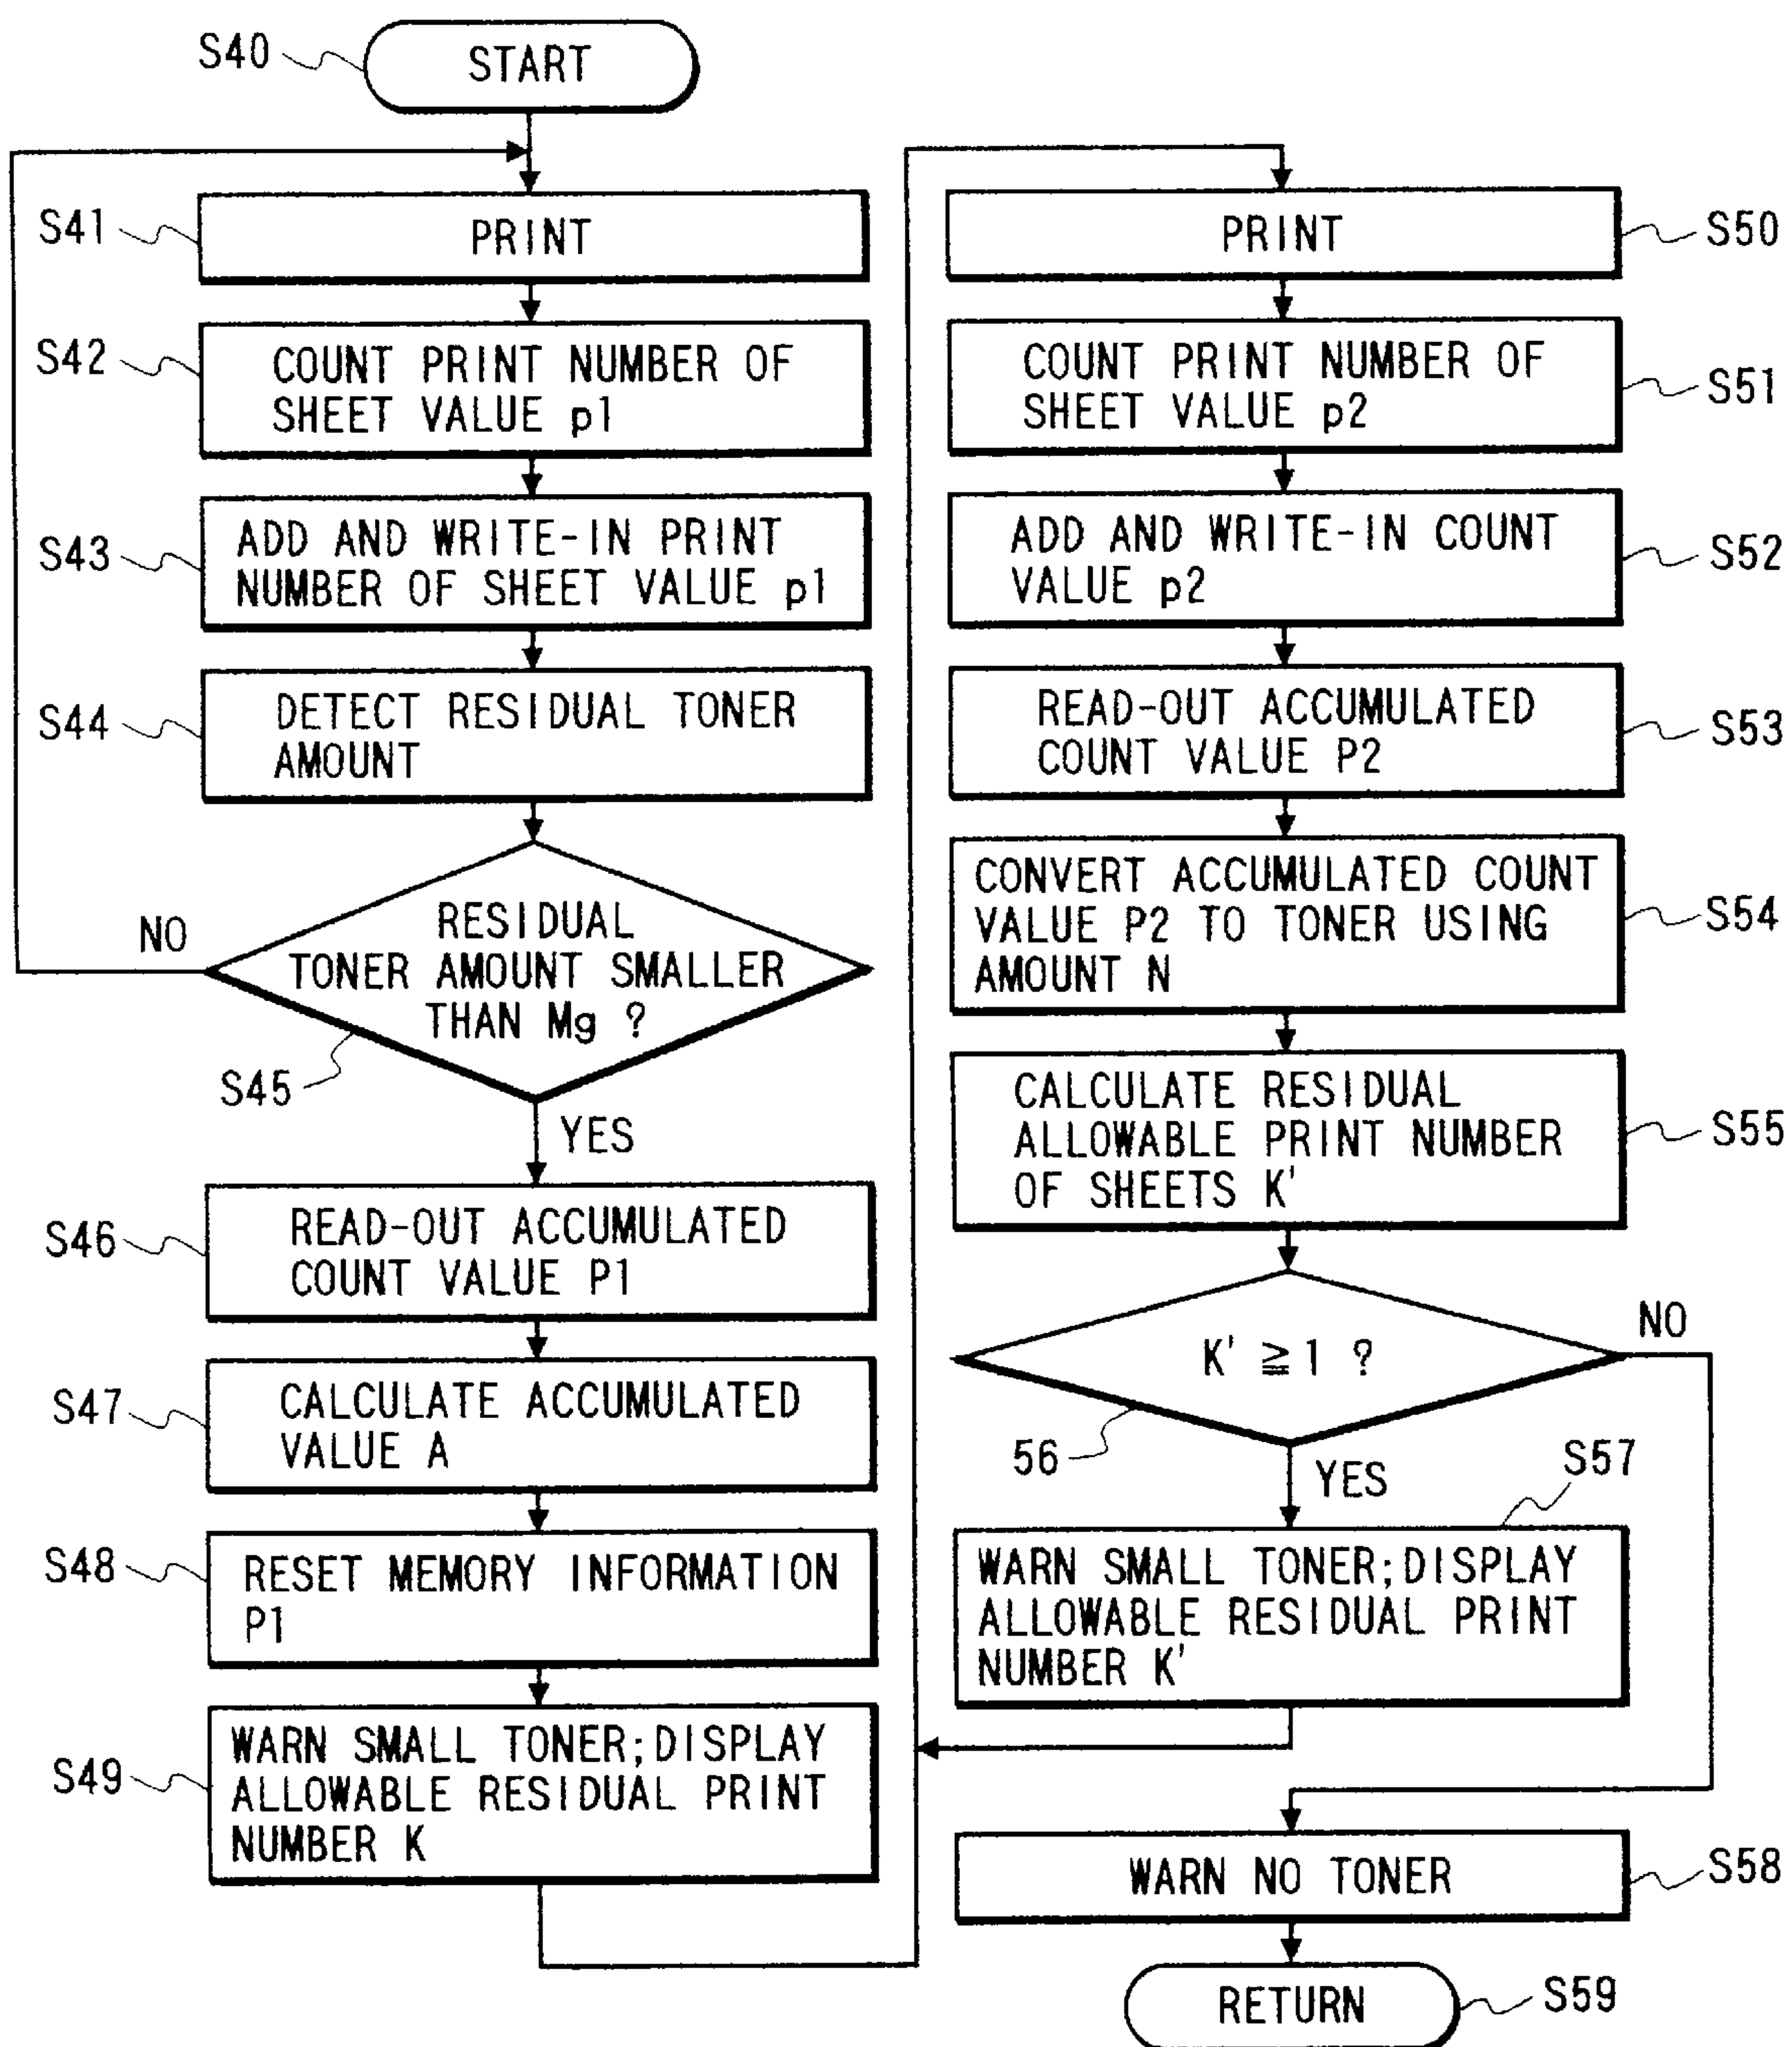 S40
START
S41
PRINT
S42
COUNT PRINT NUMBER OF
SHEET VALUE p1
S43
ADD AND WRITE-IN PRINT
NUMBER OF SHEET VALUE p1
S44
DETECT RESIDUAL TONER
AMOUNT
NO
RESIDUAL
TONER AMOUNT SMALLER
THAN Mg ?
S45
YES
S46
READ-OUT ACCUMULATED
COUNT VALUE P1
S47
CALCULATE ACCUMULATED
VALUE A
S48
RESET MEMORY INFORMATION
P1
S49
WARN SMALL TONER;DISPLAY
ALLOWABLE RESIDUAL PRINT
NUMBER K
PRINT
S50
COUNT PRINT NUMBER OF
SHEET VALUE p2
S51
ADD AND WRITE-IN COUNT
VALUE p2
S52
READ-OUT ACCUMULATED
COUNT VALUE P2
S53
CONVERT ACCUMULATED COUNT
VALUE P2 TO TONER USING
AMOUNT N
S54
CALCULATE RESIDUAL
ALLOWABLE PRINT NUMBER
OF SHEETS K'
S55
K' ≧ 1 ?
NO
56
YES
S57
WARN SMALL TONER;DISPLAY
ALLOWABLE RESIDUAL PRINT
NUMBER K'
WARN NO TONER
S58
RETURN
S59